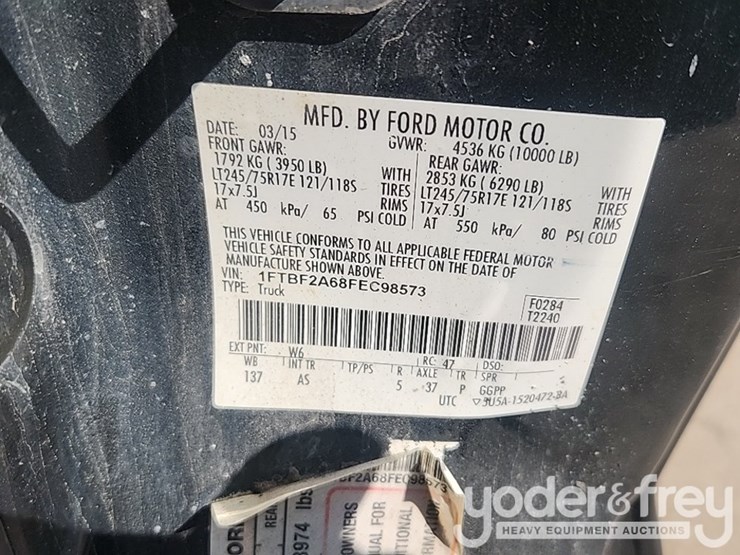 MFD. BY FORD MOTOR CO.
DATE: 03/15 GVWR: 4536 KG (10000 LB)
FRONT GAWR: REAR GAWR:
1792 KG ( 3950 LB) WITH 2853 KG ( 6290 LB) WITH
LT245/75R17E 121/118S TIRES LT245/75R17E 121/118S TIRES
17x7.5J RIMS 17x7.5J RIMS
AT 450 kPa/ 65 PSI COLD AT 550 kPa/ 80 PSI COLD
THIS VEHICLE CONFORMS TO ALL APPLICABLE FEDERAL MOTOR
VEHICLE SAFETY STANDARDS IN EFFECT ON THE DATE OF
MANUFACTURE SHOWN ABOVE.
VIN: 1FTBF2A68FEC98573
TYPE: Truck
F0284
T2240
EXT PNT: W6 RC: 47 DSO:
WB INT TR TP/PS R AXLE TR SPR
137 AS 5 37 P GGPP
UTC ▽3U5A-1520472-BA
BF2A68FEC98573
yoder&frey
HEAVY EQUIPMENT AUCTIONS